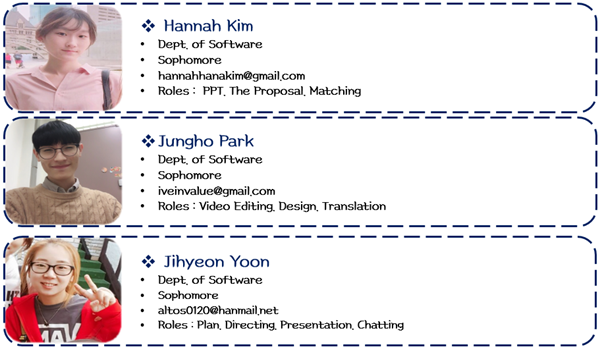 ❖ Hannah Kim
• Dept. of Software
• Sophomore
• hannahhanakim@gmail.com
• Roles : PPT, The Proposal, Matching
❖ Jungho Park
• Dept. of Software
• Sophomore
• iveinvalue@gmail.com
• Roles : Video Editing, Design, Translation
❖ Jihyeon Yoon
• Dept. of Software
• Sophomore
• altos0120@hanmail.net
• Roles : Plan, Directing, Presentation, Chatting